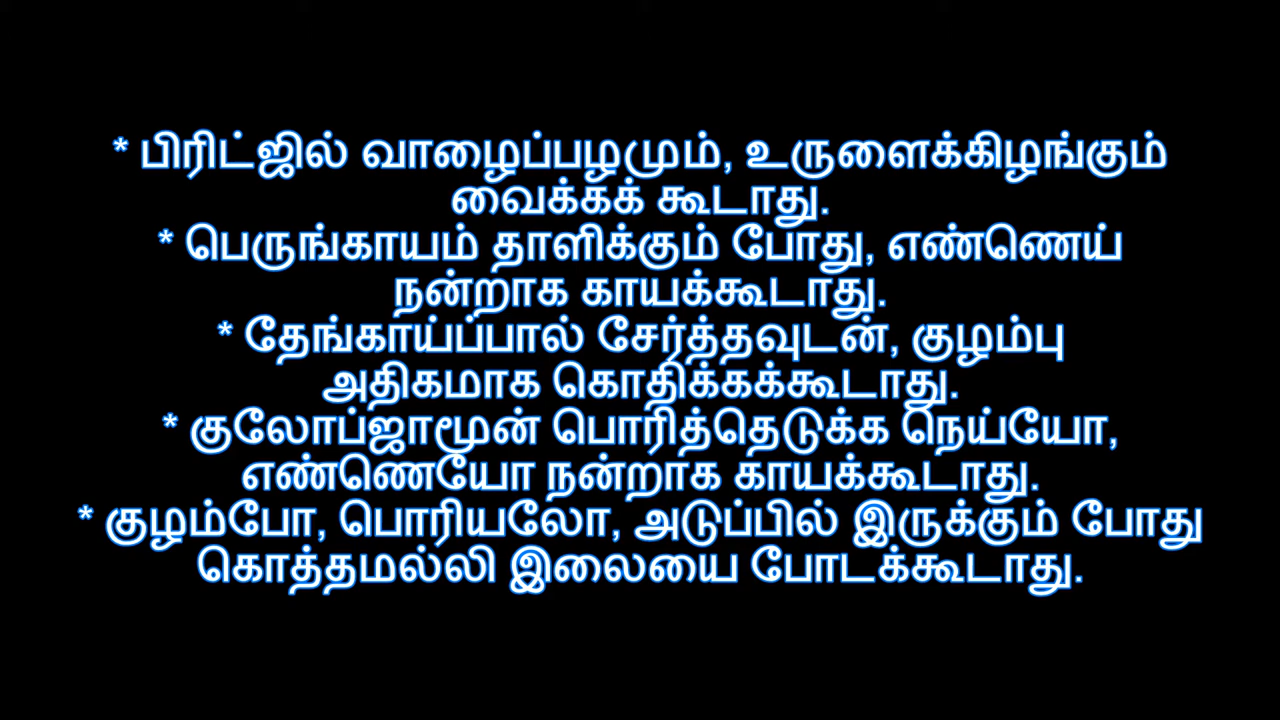 * பிரிட்ஜில் வாழைப்பழமும், உருளைக்கிழங்கும்
வைக்கக் கூடாது.
* பெருங்காயம் தாளிக்கும் போது, எண்ணெய்
நன்றாக காயக்கூடாது.
* தேங்காய்ப்பால் சேர்த்தவுடன், குழம்பு
அதிகமாக கொதிக்கக்கூடாது.
* குலோப்ஜாமூன் பொரித்தெடுக்க நெய்யோ,
எண்ணெயோ நன்றாக காயக்கூடாது.
* குழம்போ, பொரியலோ, அடுப்பில் இருக்கும் போது
கொத்தமல்லி இலையை போடக்கூடாது.